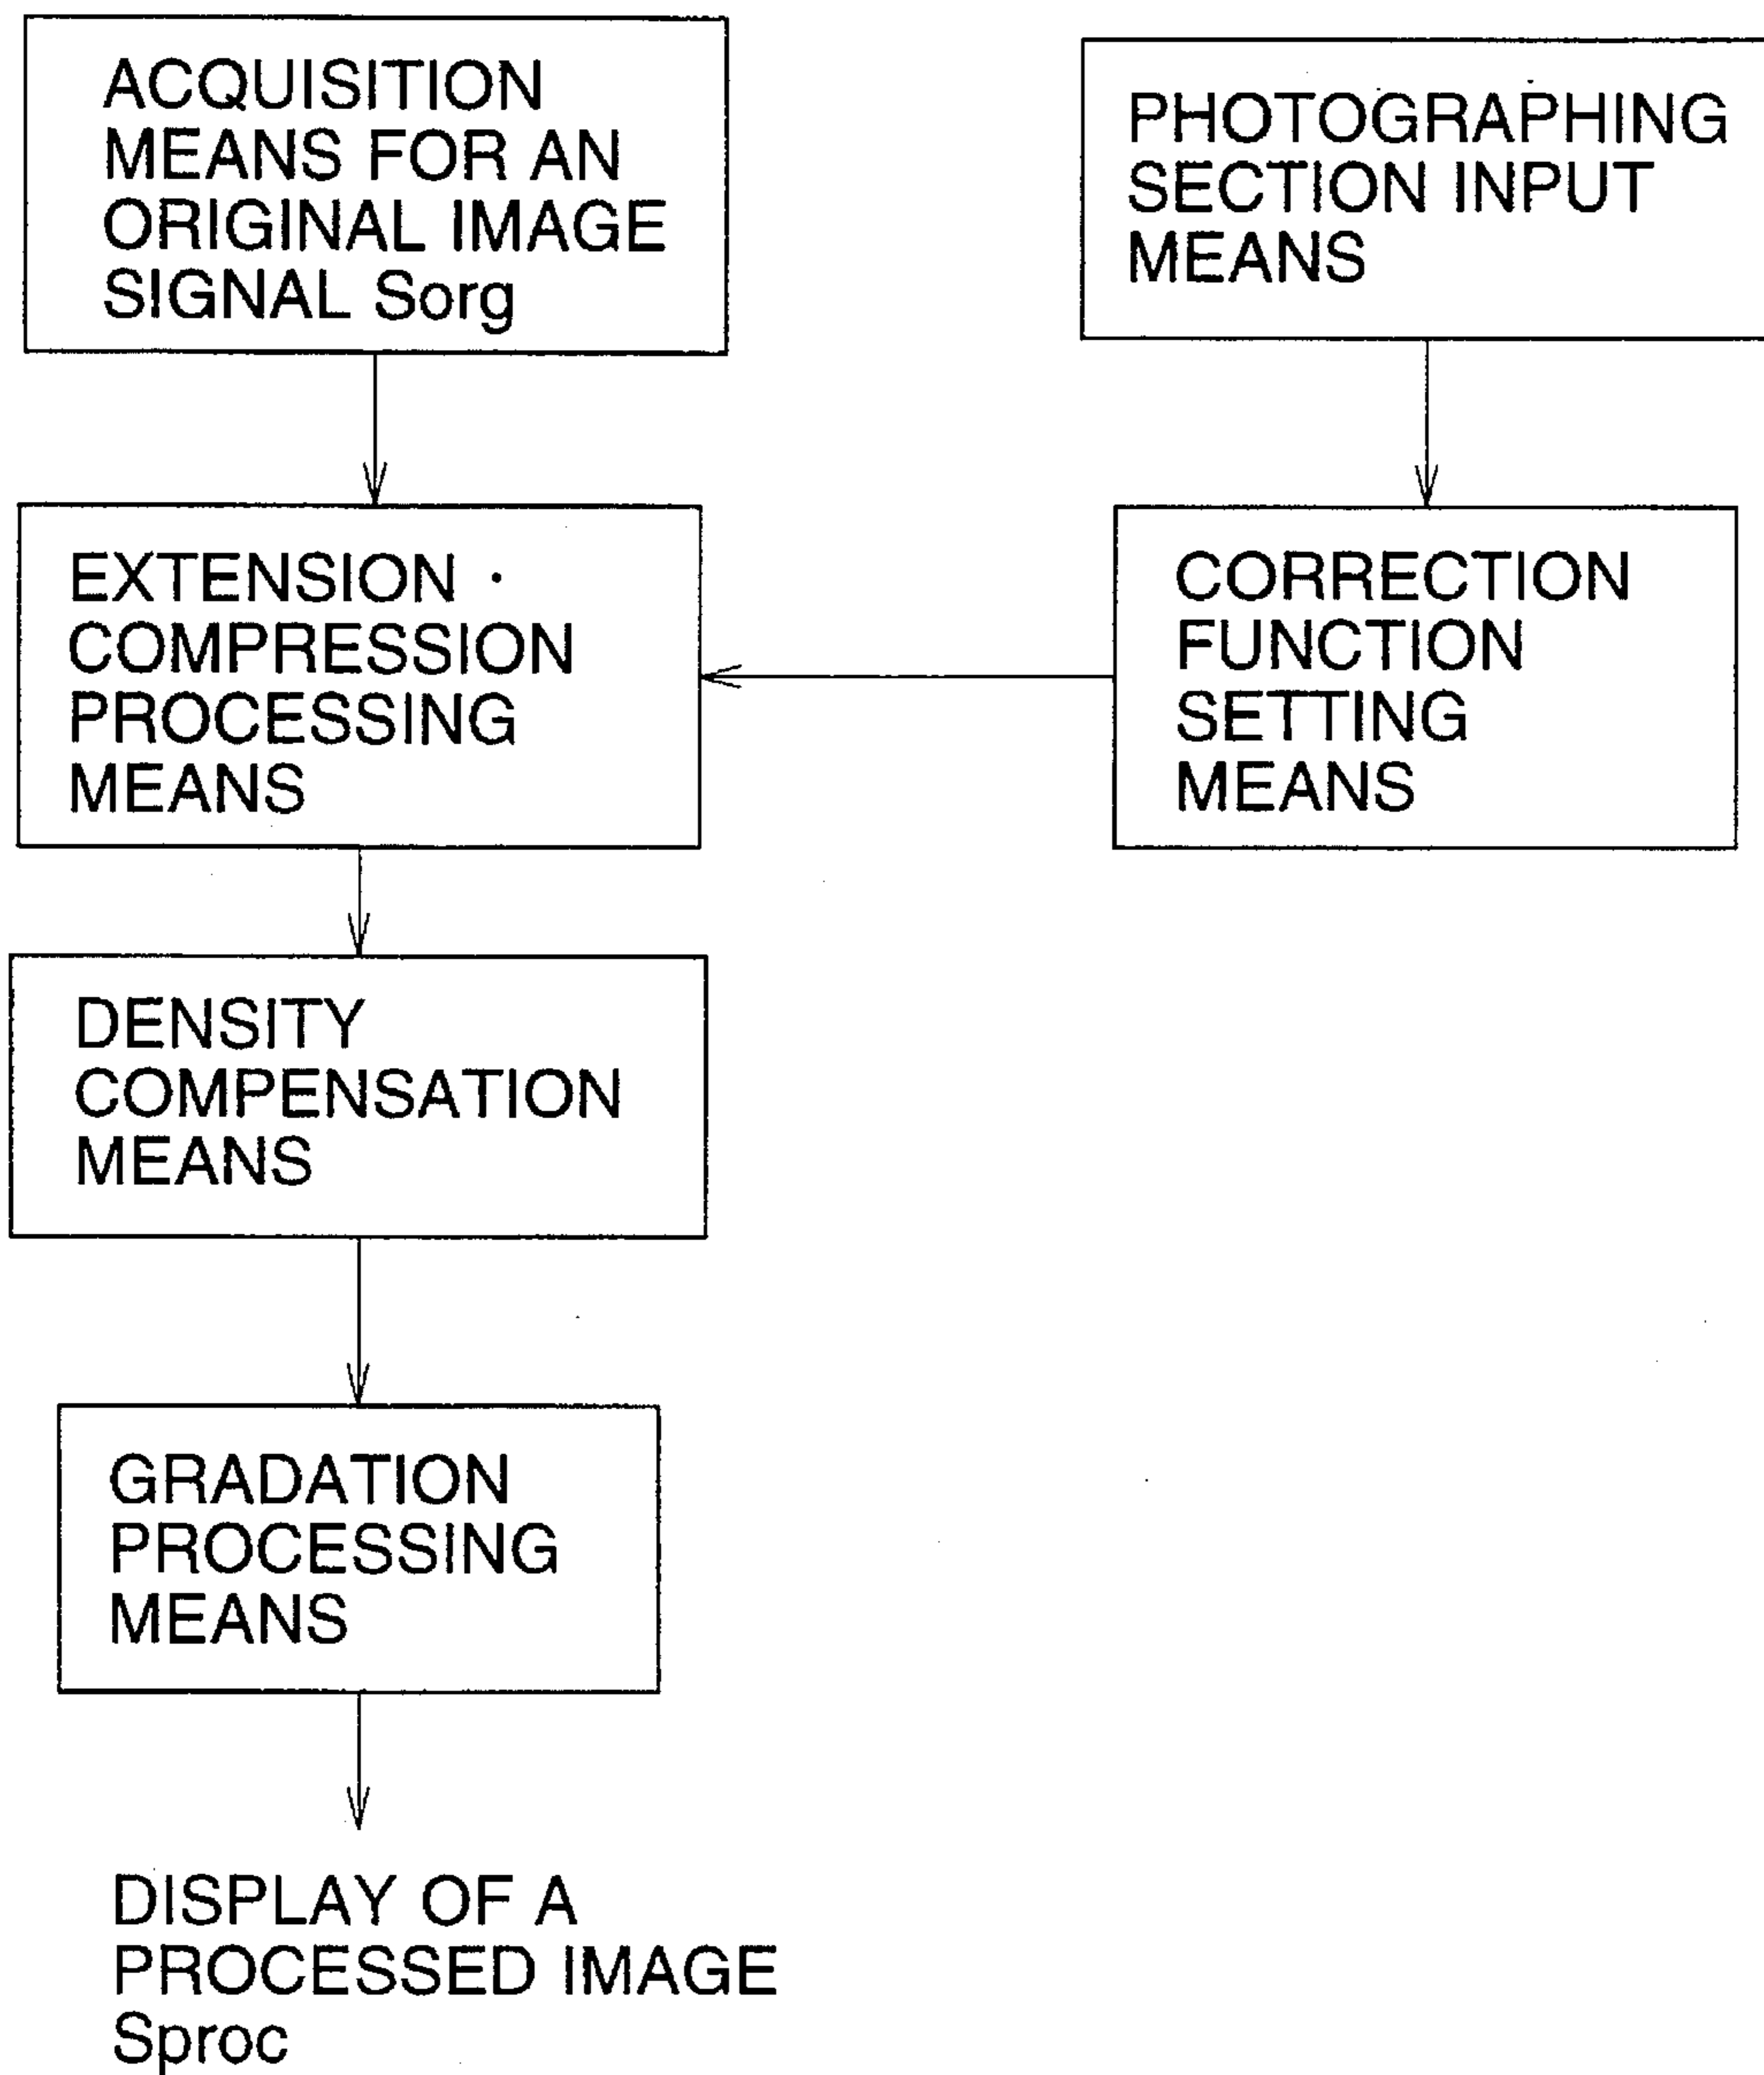 ACQUISITION
MEANS FOR AN
ORIGINAL IMAGE
SIGNAL Sorg
PHOTOGRAPHING
SECTION INPUT
MEANS
EXTENSION ·
COMPRESSION
PROCESSING
MEANS
CORRECTION
FUNCTION
SETTING
MEANS
DENSITY
COMPENSATION
MEANS
GRADATION
PROCESSING
MEANS
DISPLAY OF A
PROCESSED IMAGE
Sproc